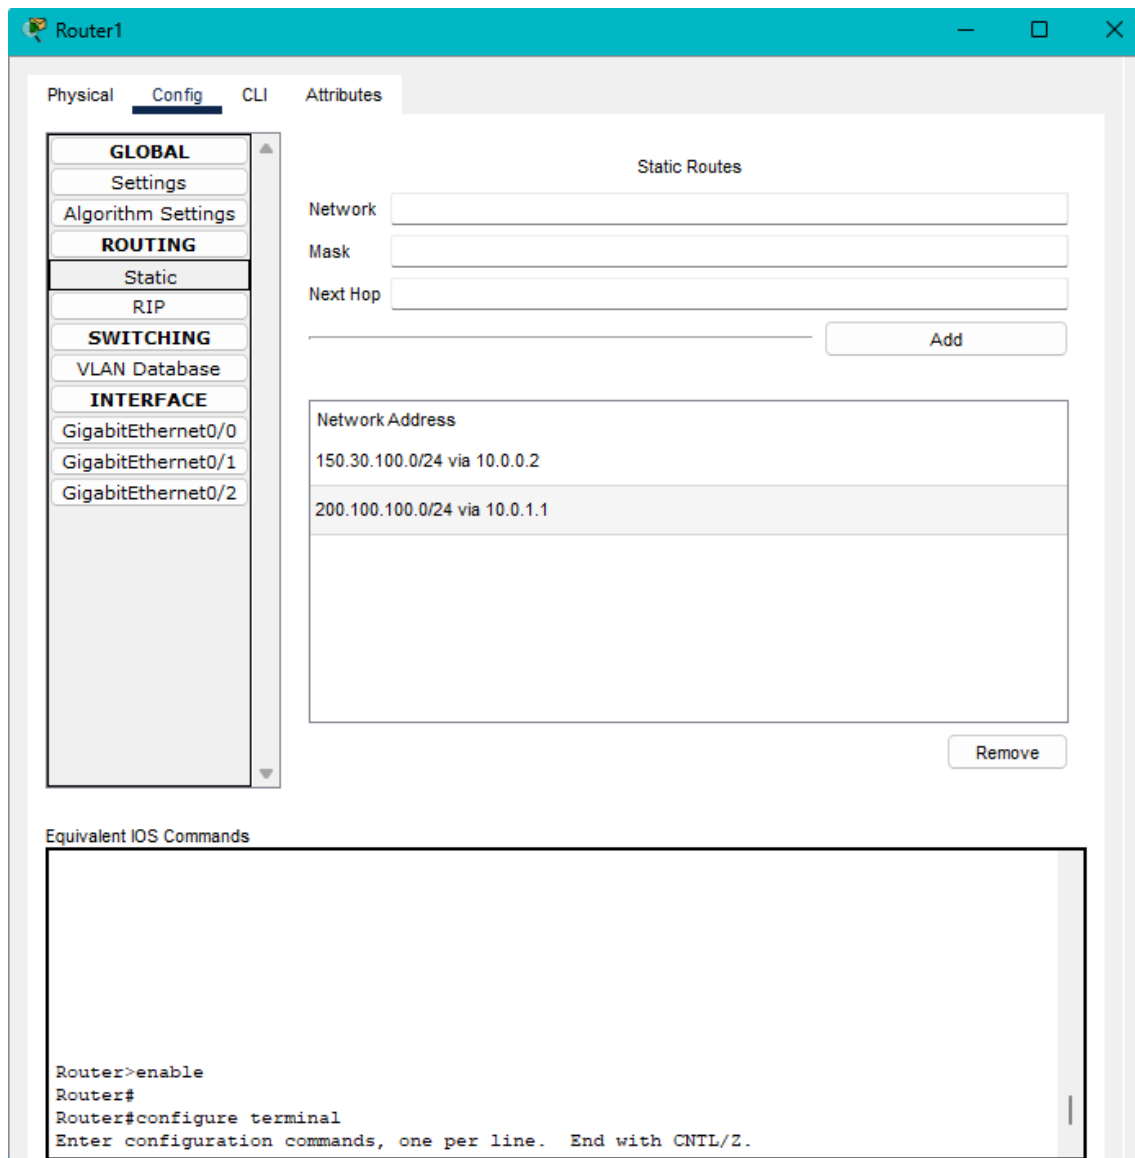 Router1
Physical Config CLI Attributes
GLOBAL
Settings
Algorithm Settings
ROUTING
Static
RIP
SWITCHING
VLAN Database
INTERFACE
GigabitEthernet0/0
GigabitEthernet0/1
GigabitEthernet0/2
Static Routes
Network
Mask
Next Hop
Add
Network Address
150.30.100.0/24 via 10.0.0.2
200.100.100.0/24 via 10.0.1.1
Remove
Equivalent IOS Commands
Router>enable
Router#
Router#configure terminal
Enter configuration commands, one per line.  End with CNTL/Z.